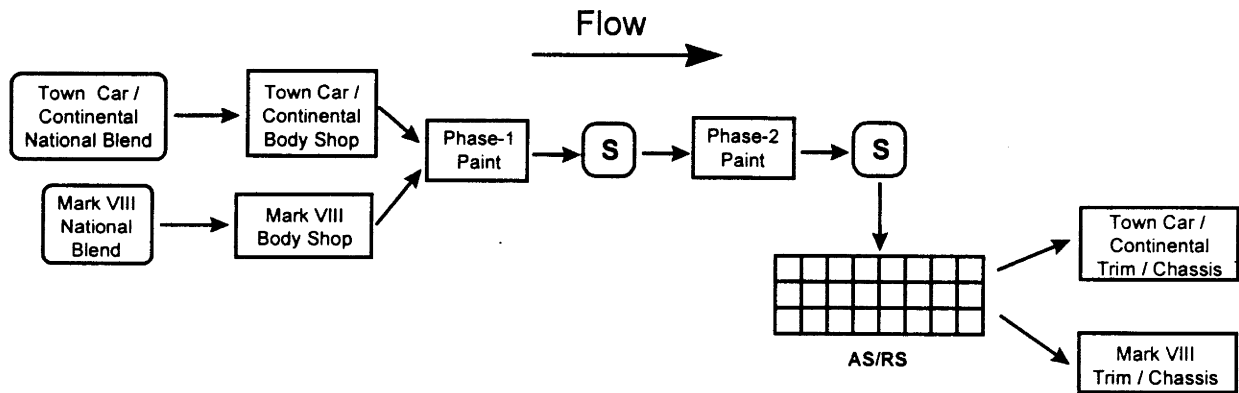 Flow
Town Car /
Continental
National Blend
Town Car /
Continental
Body Shop
Phase-1
Paint
S
Phase-2
Paint
S
Mark VIII
National
Blend
Mark VIII
Body Shop
Town Car /
Continental
Trim / Chassis
AS/RS
Mark VIII
Trim / Chassis